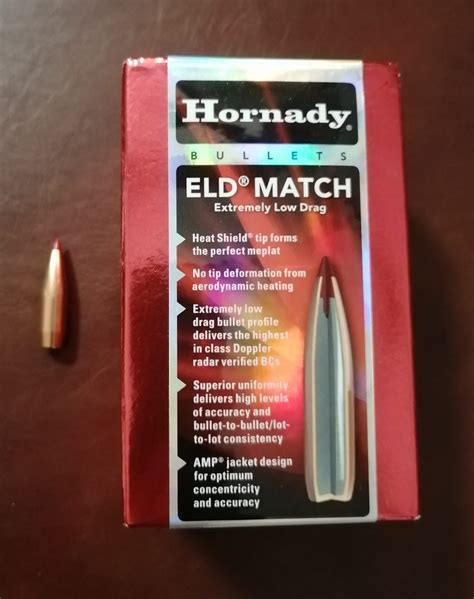 Hornady®
BULLETS
ELD® MATCH
Extremely Low Drag
Heat Shield® tip forms
the perfect meplat
No tip deformation from
aerodynamic heating
Extremely low
drag bullet profile
delivers the highest
in class Doppler
radar verified BCs
Superior uniformity
delivers high levels
of accuracy and
bullet-to-bullet/lot-
to-lot consistency
AMP® jacket design
for optimum
concentricity
and accuracy